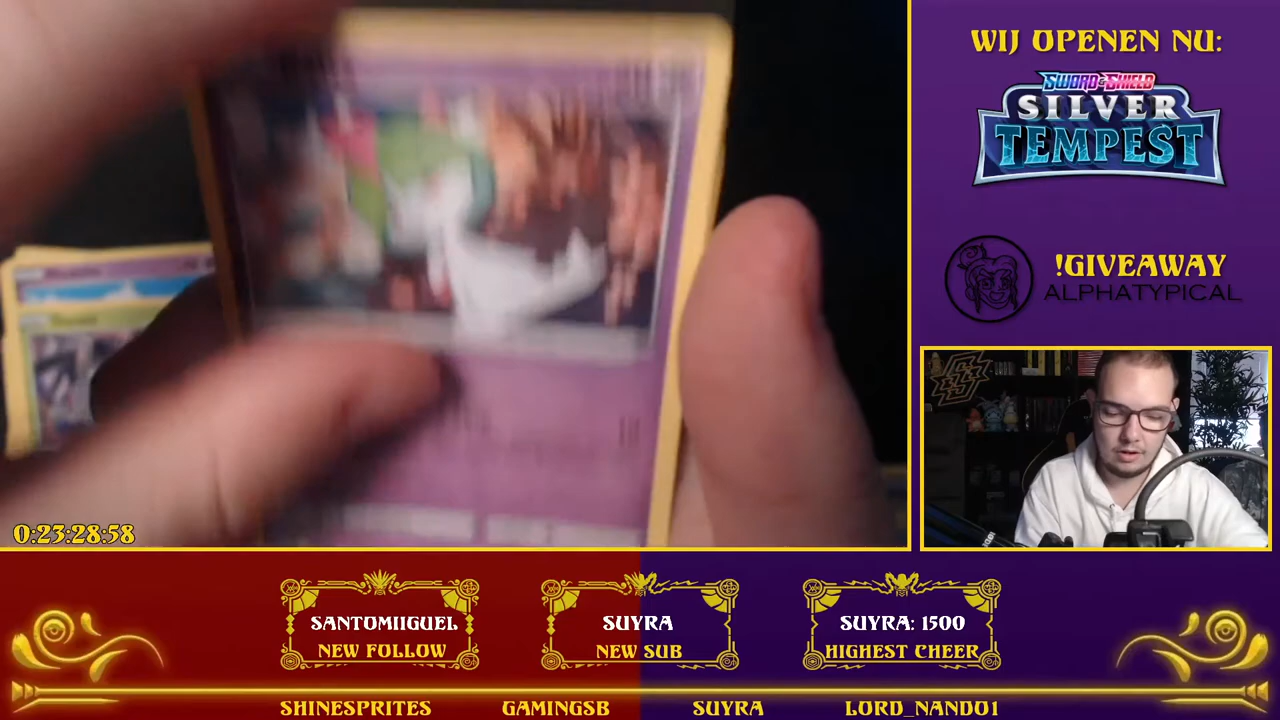 WIJ OPENEN NU:
SWORD & SHIELD
SILVER
TEMPEST
!GIVEAWAY
ALPHATYPICAL
0:23:28:58
SANTOMIIGUEL
NEW FOLLOW
SUYRA
NEW SUB
SUYRA: 1500
HIGHEST CHEER
SHINESPRITES GAMINGSB SUYRA LORD_NANDO1